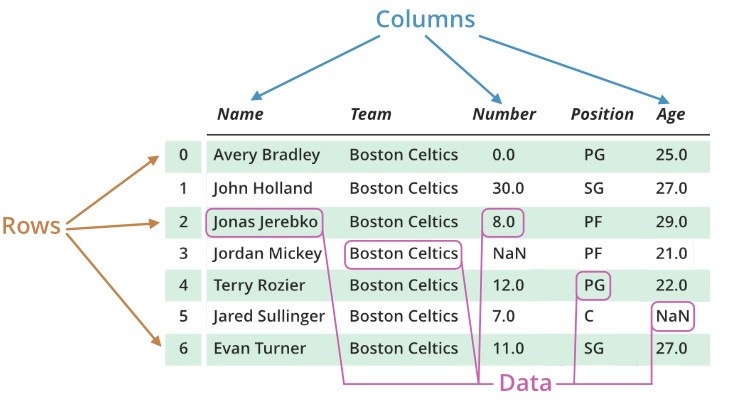 Columns
Name Team Number Position Age
0 Avery Bradley Boston Celtics 0.0 PG 25.0
1 John Holland Boston Celtics 30.0 SG 27.0
Rows
2 Jonas Jerebko Boston Celtics 8.0 PF 29.0
3 Jordan Mickey Boston Celtics NaN PF 21.0
4 Terry Rozier Boston Celtics 12.0 PG 22.0
5 Jared Sullinger Boston Celtics 7.0 C NaN
6 Evan Turner Boston Celtics 11.0 SG 27.0
Data